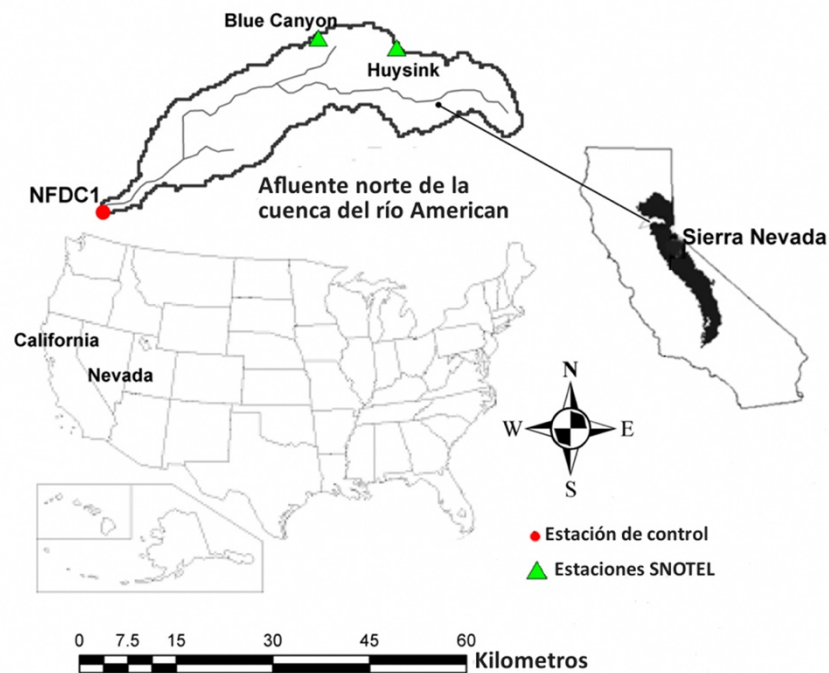 Blue Canyon
Huysink
NFDC1
Afluente norte de la
cuenca del río American
Sierra Nevada
California
Nevada
N
W
E
S
Estación de control
Estaciones SNOTEL
0 7.5 15 30 45 60
Kilometros